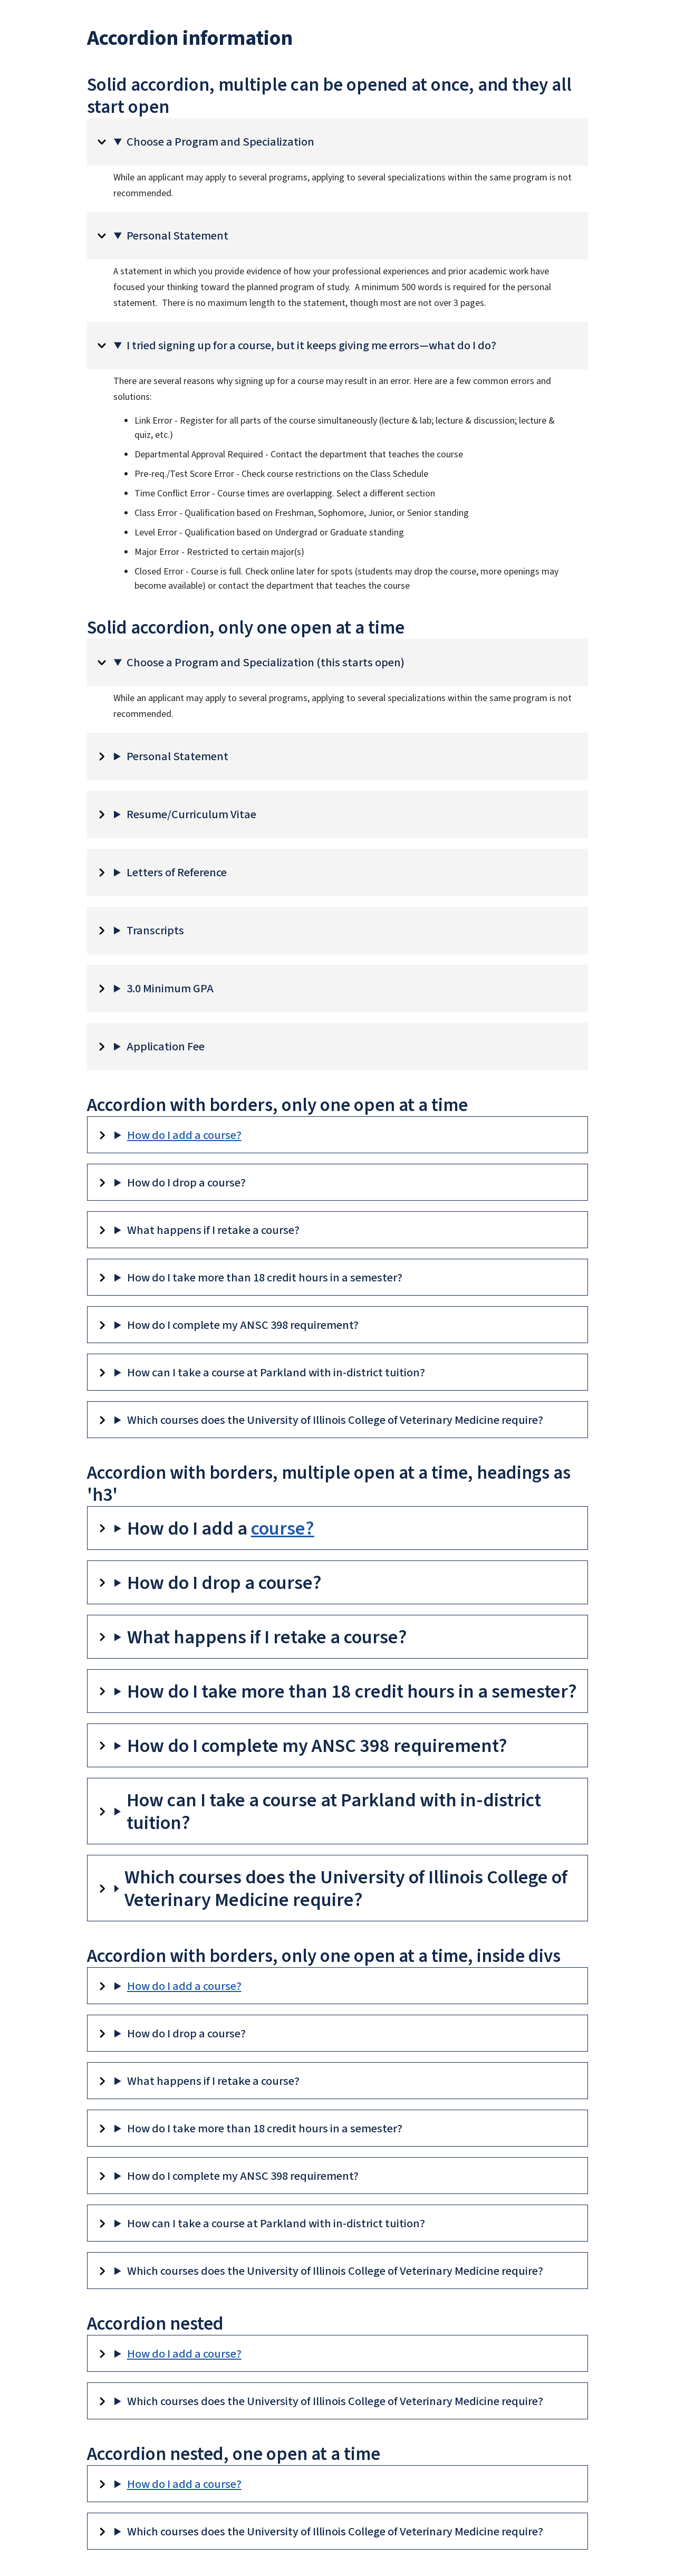 Accordion information
Solid accordion, multiple can be opened at once, and they all
start open
Choose a Program and Specialization
While an applicant may apply to several programs, applying to several specializations within the same program is not
recommended.
Personal Statement
A statement in which you provide evidence of how your professional experiences and prior academic work have
focused your thinking toward the planned program of study.  A minimum 500 words is required for the personal
statement.  There is no maximum length to the statement, though most are not over 3 pages.
I tried signing up for a course, but it keeps giving me errors—what do I do?
There are several reasons why signing up for a course may result in an error. Here are a few common errors and
solutions:
• Link Error - Register for all parts of the course simultaneously (lecture & lab; lecture & discussion; lecture &
quiz, etc.)
• Departmental Approval Required - Contact the department that teaches the course
• Pre-req./Test Score Error - Check course restrictions on the Class Schedule
• Time Conflict Error - Course times are overlapping. Select a different section
• Class Error - Qualification based on Freshman, Sophomore, Junior, or Senior standing
• Level Error - Qualification based on Undergrad or Graduate standing
• Major Error - Restricted to certain major(s)
• Closed Error - Course is full. Check online later for spots (students may drop the course, more openings may
become available) or contact the department that teaches the course
Solid accordion, only one open at a time
Choose a Program and Specialization (this starts open)
While an applicant may apply to several programs, applying to several specializations within the same program is not
recommended.
Personal Statement
Resume/Curriculum Vitae
Letters of Reference
Transcripts
3.0 Minimum GPA
Application Fee
Accordion with borders, only one open at a time
How do I add a course?
How do I drop a course?
What happens if I retake a course?
How do I take more than 18 credit hours in a semester?
How do I complete my ANSC 398 requirement?
How can I take a course at Parkland with in-district tuition?
Which courses does the University of Illinois College of Veterinary Medicine require?
Accordion with borders, multiple open at a time, headings as
'h3'
How do I add a course?
How do I drop a course?
What happens if I retake a course?
How do I take more than 18 credit hours in a semester?
How do I complete my ANSC 398 requirement?
How can I take a course at Parkland with in-district
tuition?
Which courses does the University of Illinois College of
Veterinary Medicine require?
Accordion with borders, only one open at a time, inside divs
How do I add a course?
How do I drop a course?
What happens if I retake a course?
How do I take more than 18 credit hours in a semester?
How do I complete my ANSC 398 requirement?
How can I take a course at Parkland with in-district tuition?
Which courses does the University of Illinois College of Veterinary Medicine require?
Accordion nested
How do I add a course?
Which courses does the University of Illinois College of Veterinary Medicine require?
Accordion nested, one open at a time
How do I add a course?
Which courses does the University of Illinois College of Veterinary Medicine require?